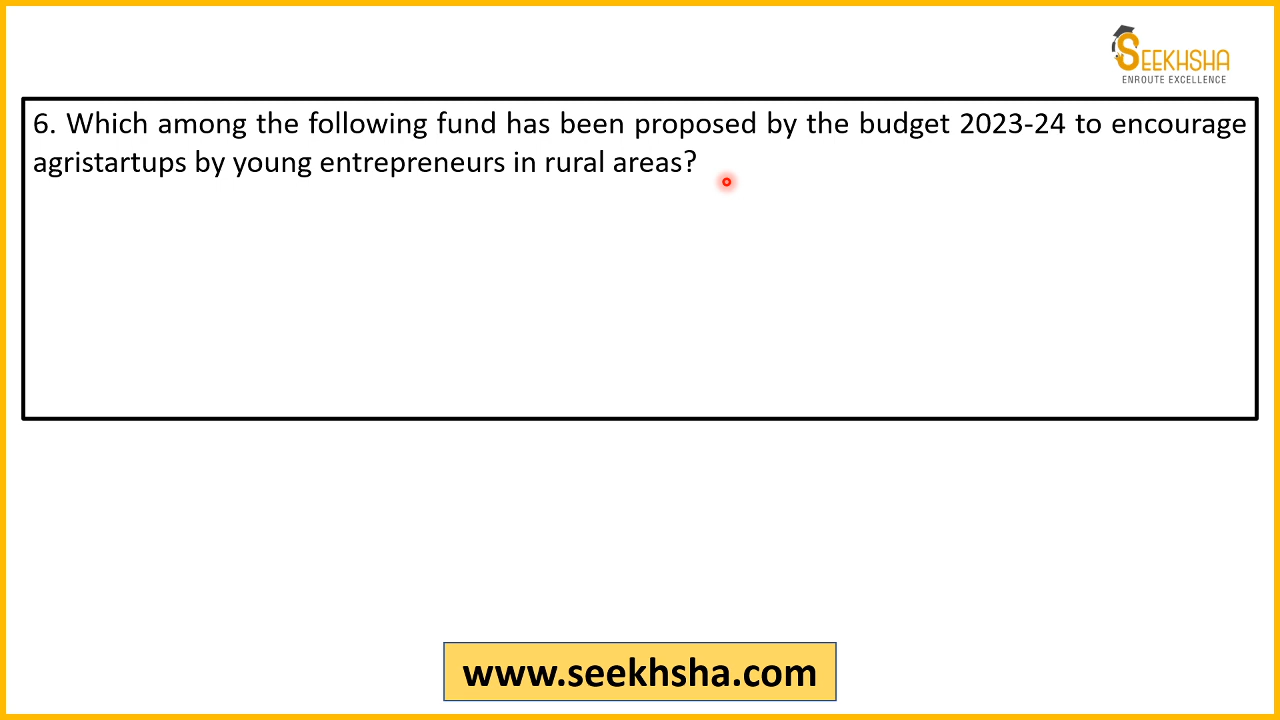 SEEKHSHA
ENROUTE EXCELLENCE
6. Which among the following fund has been proposed by the budget 2023-24 to encourage
agristartups by young entrepreneurs in rural areas?
www.seekhsha.com